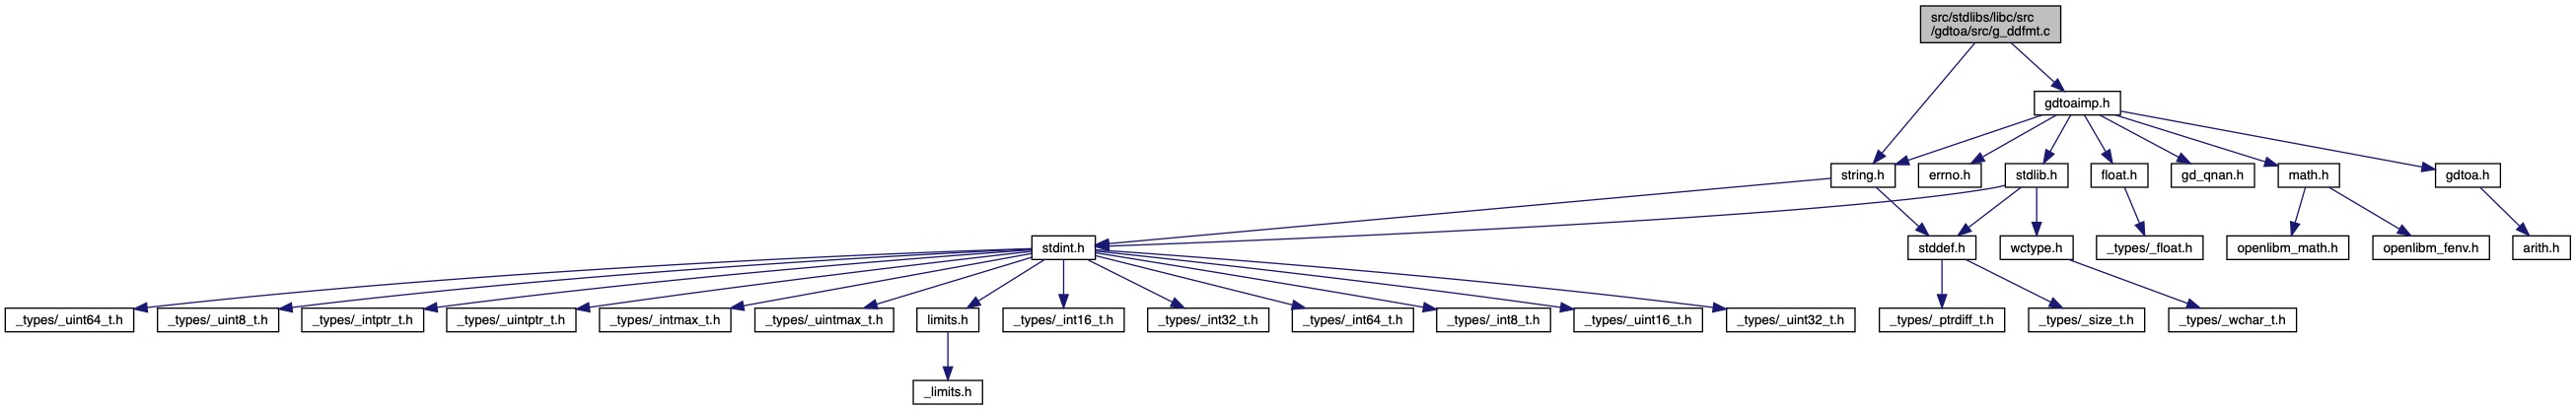 src/stdlibs/libc/src
/gdtoa/src/g_ddfmt.c
gdtoaimp.h
string.h
errno.h
stdlib.h
float.h
gd_qnan.h
math.h
gdtoa.h
stdint.h
stddef.h
wctype.h
_types/_float.h
openlibm_math.h
openlibm_fenv.h
arith.h
_types/_uint64_t.h
_types/_uint8_t.h
_types/_intptr_t.h
_types/_uintptr_t.h
_types/_intmax_t.h
_types/_uintmax_t.h
limits.h
_types/_int16_t.h
_types/_int32_t.h
_types/_int64_t.h
_types/_int8_t.h
_types/_uint16_t.h
_types/_uint32_t.h
_types/_ptrdiff_t.h
_types/_size_t.h
_types/_wchar_t.h
_limits.h